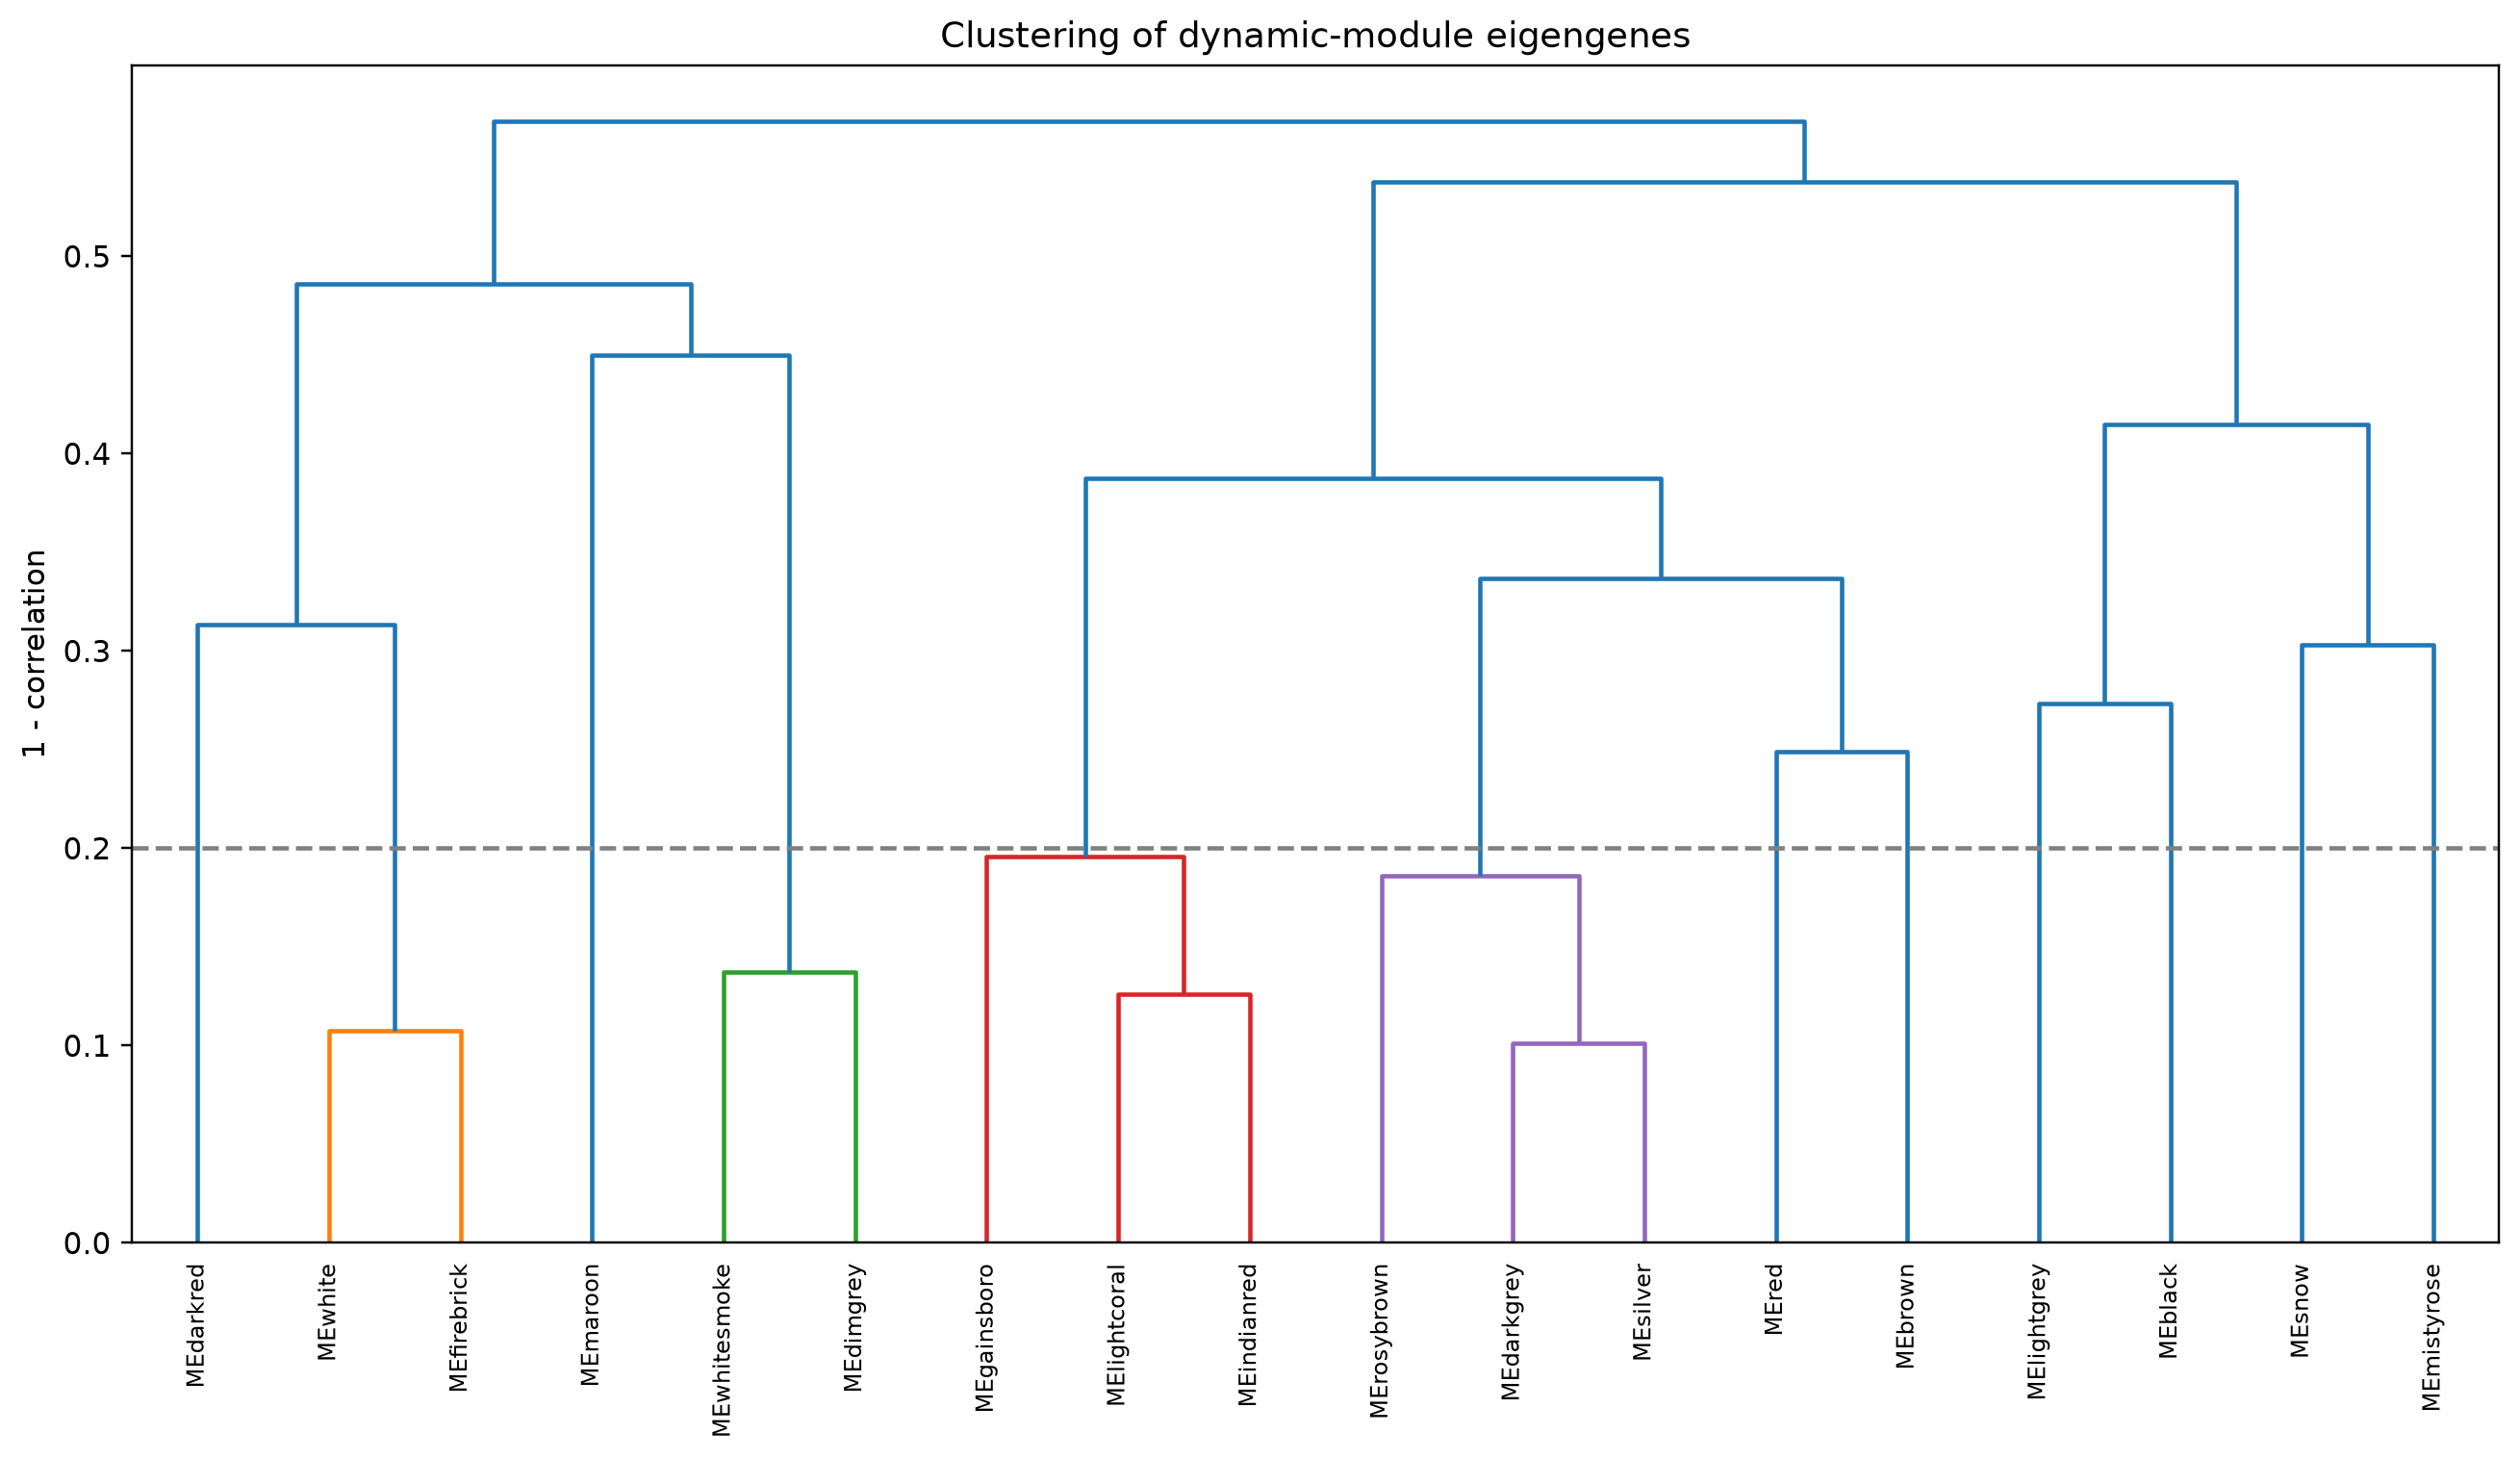 Clustering of dynamic-module eigengenes
1 - correlation
0.5
0.4
0.3
0.2
0.1
0.0
MEdarkred
MEwhite
MEfirebrick
MEmaroon
MEwhitesmoke
MEdimgrey
MEgainsboro
MElightcoral
MEindianred
MErosybrown
MEdarkgrey
MEsilver
MEred
MEbrown
MElightgrey
MEblack
MEsnow
MEmistyrose